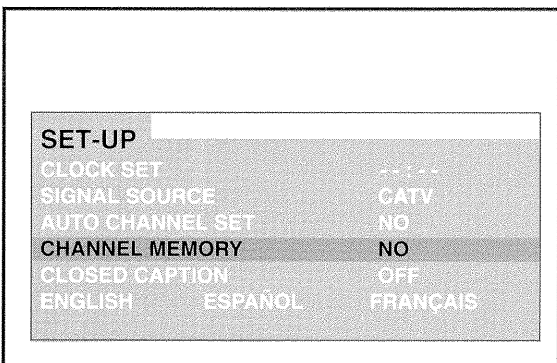 SET-UP
CLOCK SET --:--
SIGNAL SOURCE CATV
AUTO CHANNEL SET NO
CHANNEL MEMORY NO
CLOSED CAPTION OFF
ENGLISH ESPAÑOL FRANÇAIS